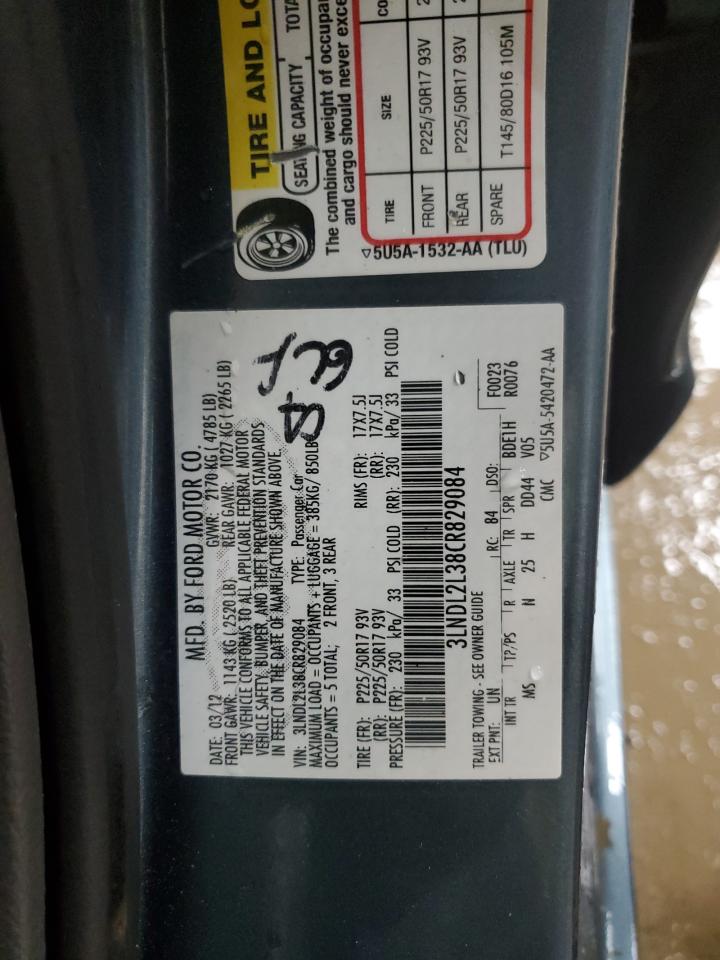 MFD. BY FORD MOTOR CO.
DATE: 03/12 GVWR: 2170 KG ( 4785 LB)
FRONT GAWR: 1143 KG ( 2520 LB) REAR GAWR: 1027 KG ( 2265 LB)
THIS VEHICLE CONFORMS TO ALL APPLICABLE FEDERAL MOTOR
VEHICLE SAFETY, BUMPER, AND THEFT PREVENTION STANDARDS
IN EFFECT ON THE DATE OF MANUFACTURE SHOWN ABOVE.
VIN: 3LNDL2L38CR829084 TYPE: Passenger Car
MAXIMUM LOAD = OCCUPANTS + LUGGAGE = 385KG/ 850LB
OCCUPANTS = 5 TOTAL; 2 FRONT, 3 REAR
TIRE (FR): P225/50R17 93V RIMS (FR): 17X7.5J
(RR): P225/50R17 93V (RR): 17X7.5J
PRESSURE (FR): 230 kPa/ 33 PSI COLD (RR): 230 kPa/ 33 PSI COLD
3LNDL2L38CR829084
TRAILER TOWING - SEE OWNER GUIDE
EXT PNT: UN RC: 84 DSO: F0023
INT TR TP/PS R AXLE TR SPR BDE1H R0076
MS N 25 H DD44 V05
CMC ▽5U5A-5420472-AA
TIRE AND LO
SEATING CAPACITY TOTA
The combined weight of occupan
and cargo should never exce
TIRE SIZE CO
FRONT P225/50R17 93V 2
REAR P225/50R17 93V 2
SPARE T145/80D16 105M
▽5U5A-1532-AA (TLU)